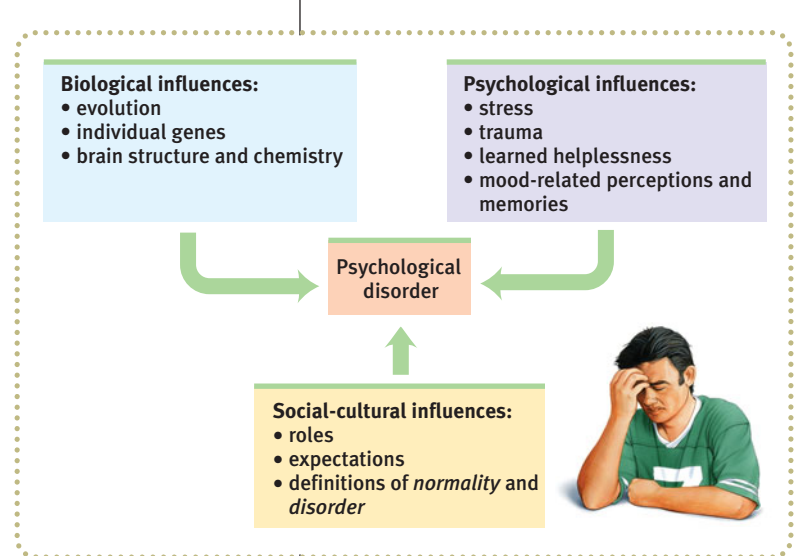 Biological influences:
• evolution
• individual genes
• brain structure and chemistry
Psychological influences:
• stress
• trauma
• learned helplessness
• mood-related perceptions and
memories
Psychological
disorder
Social-cultural influences:
• roles
• expectations
• definitions of normality and
disorder
7